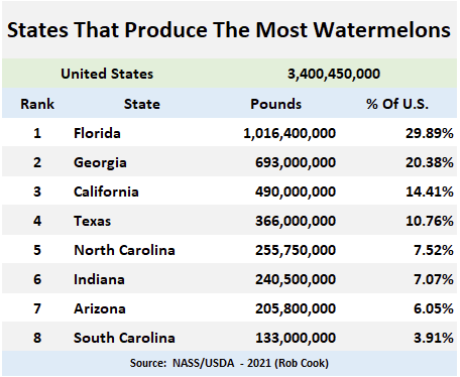 States That Produce The Most Watermelons
United States 3,400,450,000
Rank State Pounds % Of U.S.
1 Florida 1,016,400,000 29.89%
2 Georgia 693,000,000 20.38%
3 California 490,000,000 14.41%
4 Texas 366,000,000 10.76%
5 North Carolina 255,750,000 7.52%
6 Indiana 240,500,000 7.07%
7 Arizona 205,800,000 6.05%
8 South Carolina 133,000,000 3.91%
Source: NASS/USDA - 2021 (Rob Cook)